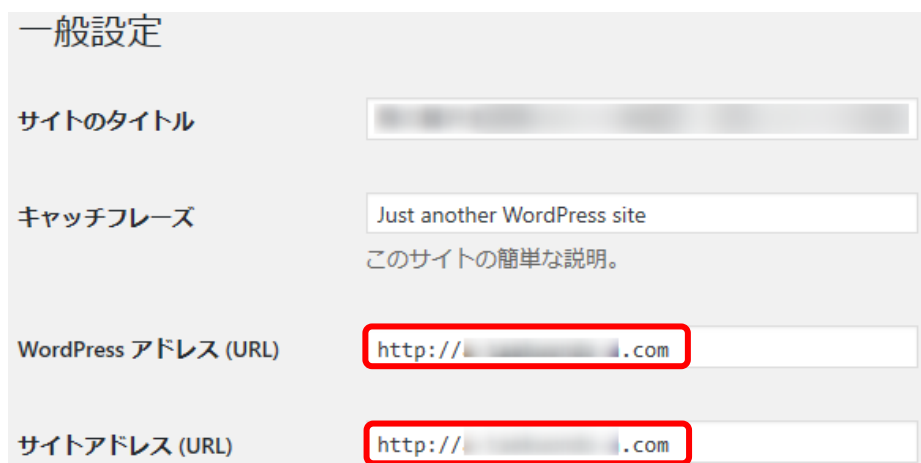 一般設定
サイトのタイトル
キャッチフレーズ
Just another WordPress site
このサイトの簡単な説明。
WordPress アドレス (URL)
http:// .com
サイトアドレス (URL)
http:// .com